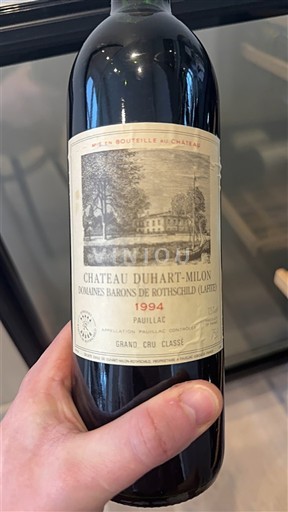 MIS EN BOUTEILLE AU CHATEAU
VINIOU
CHATEAU DUHART-MILON
DOMAINES BARONS DE ROTHSCHILD (LAFITE)
1994
PAUILLAC
APPELLATION PAUILLAC CONTRÔLÉE
GRAND CRU CLASSÉ